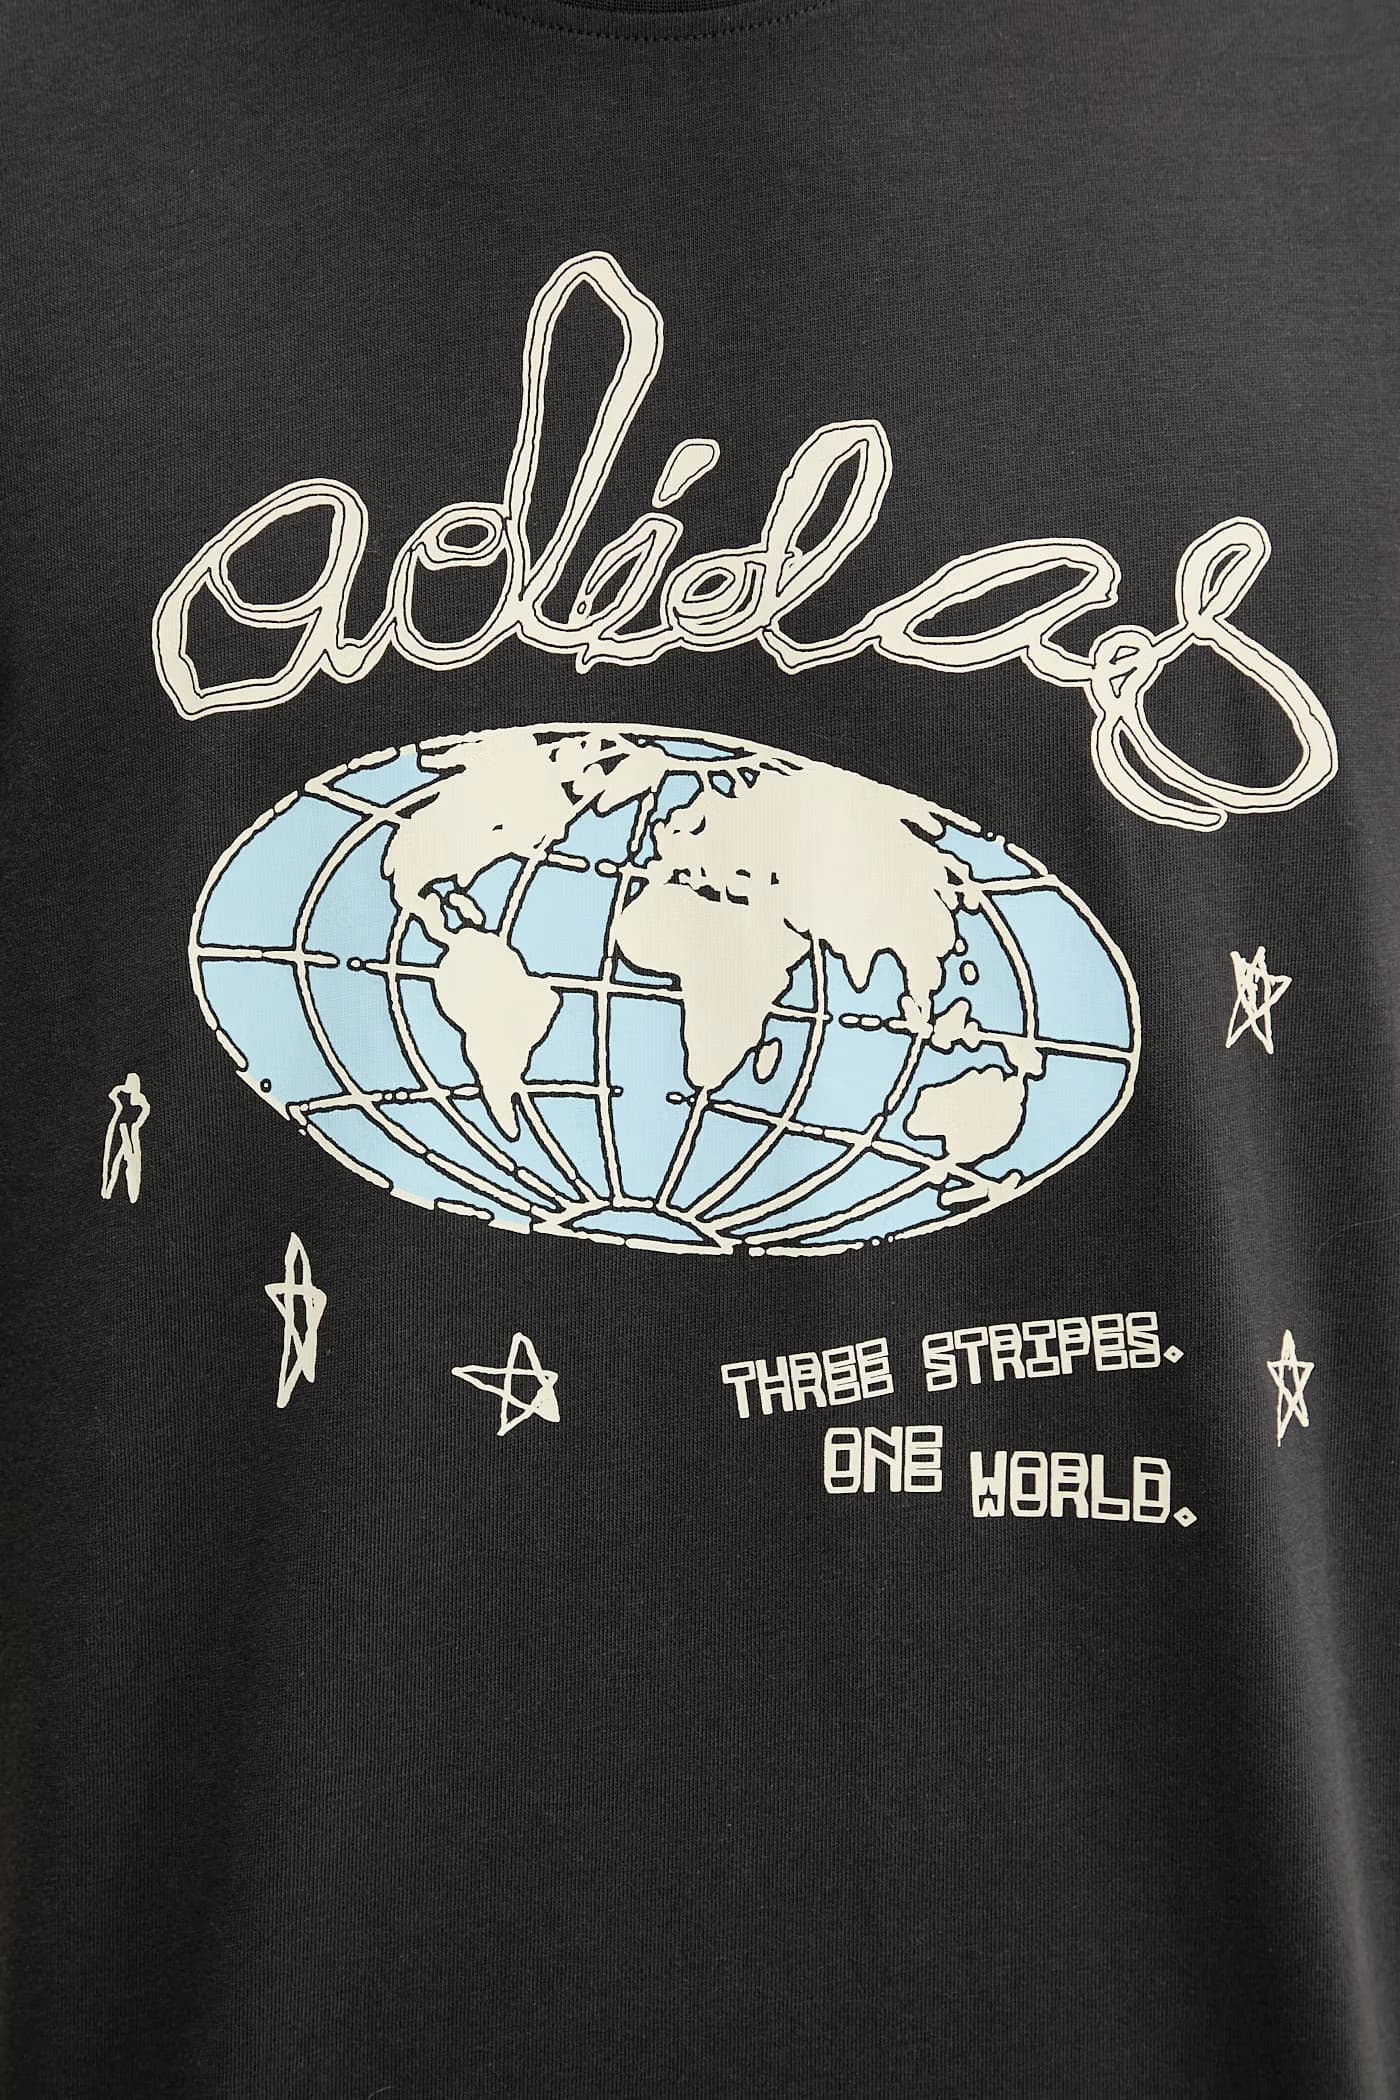 adidas
THREE STRIPES.
ONE WORLD.